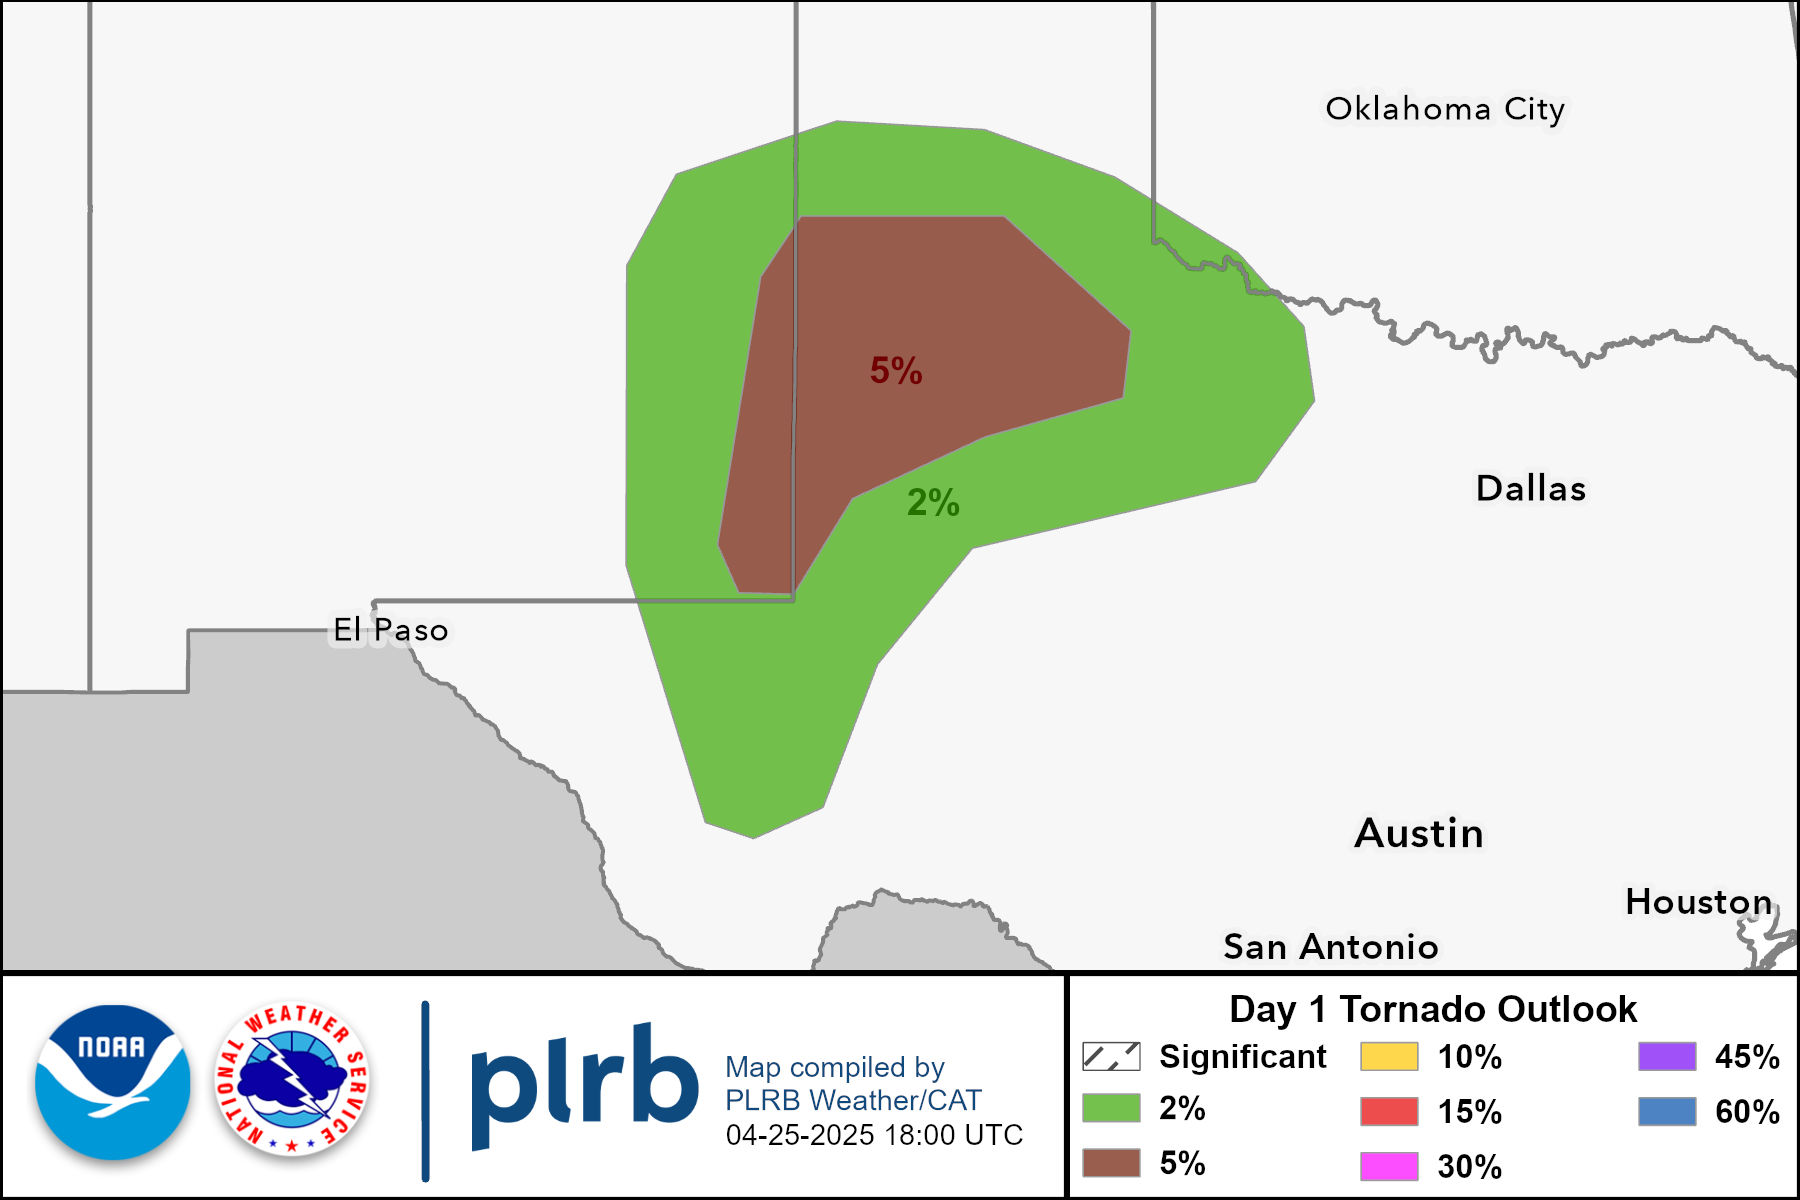 Oklahoma City
5%
Dallas
2%
El Paso
Austin
Houston
San Antonio
NOAA
NATIONAL WEATHER SERVICE
plrb
Map compiled by
PLRB Weather/CAT
04-25-2025 18:00 UTC
Day 1 Tornado Outlook
Significant
2%
5%
10%
15%
30%
45%
60%